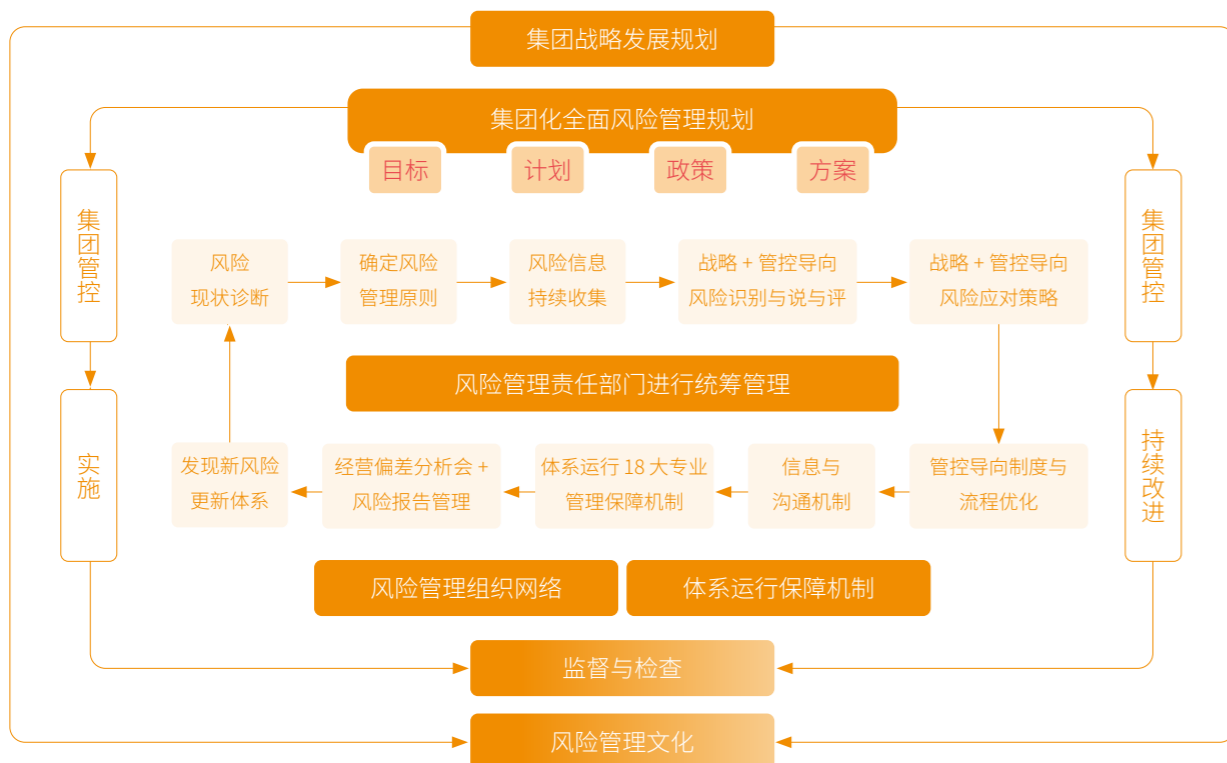 集团战略发展规划
集团化全面风险管理规划
目标
计划
政策
方案
集团管控
集团管控
风险
现状诊断
确定风险
管理原则
风险信息
持续收集
战略 + 管控导向
风险识别与说与评
战略 + 管控导向
风险应对策略
风险管理责任部门进行统筹管理
实施
持续改进
发现新风险
更新体系
经营偏差分析会 +
风险报告管理
体系运行 18 大专业
管理保障机制
信息与
沟通机制
管控导向制度与
流程优化
风险管理组织网络
体系运行保障机制
监督与检查
风险管理文化